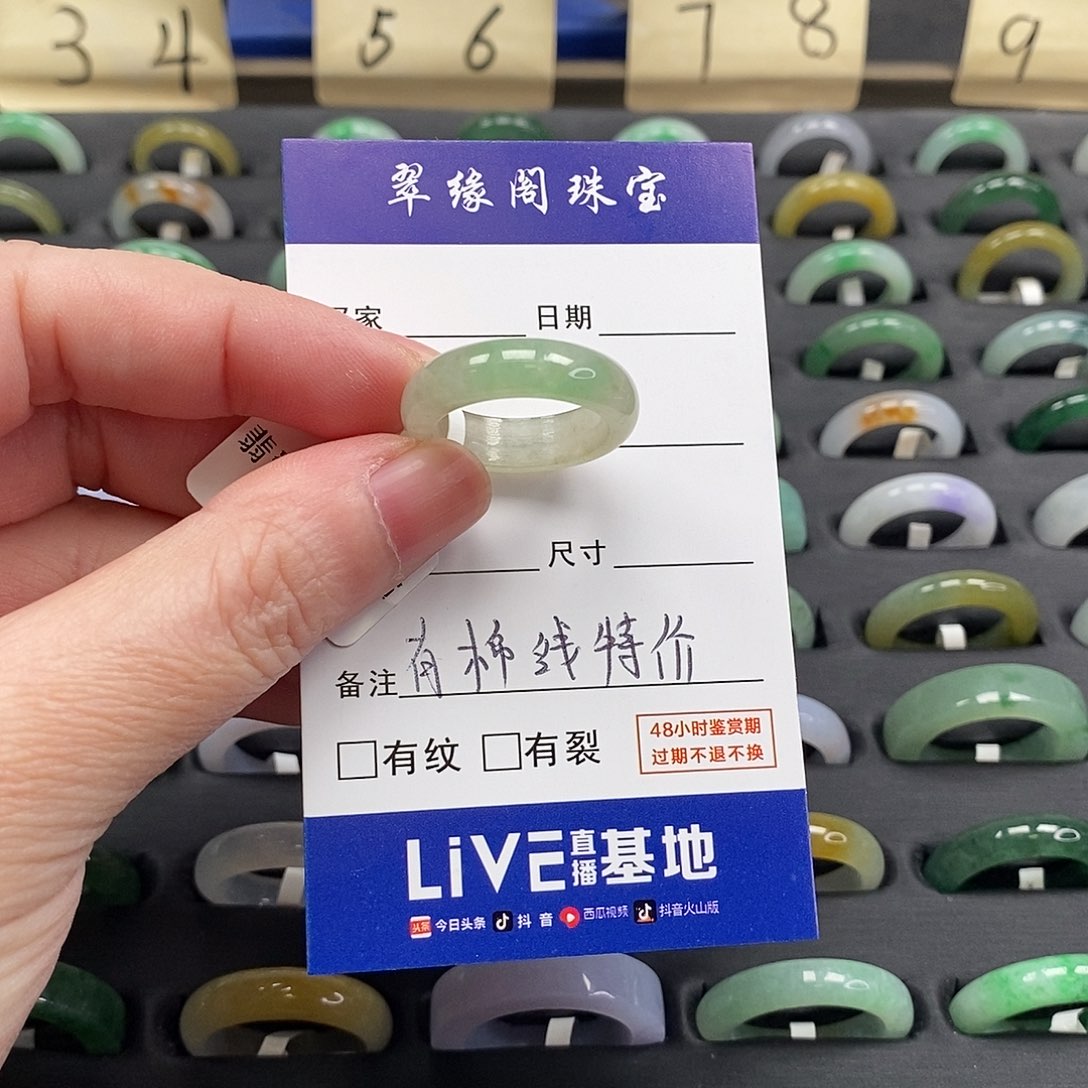 3 4 5 6 7 8 9
翠缘阁珠宝
家 日期
尺寸
备注 有棉线特价
有纹 有裂
48小时鉴赏期
过期不退不换
LiVE直播基地
头条 今日头条 抖音 西瓜视频 抖音火山版